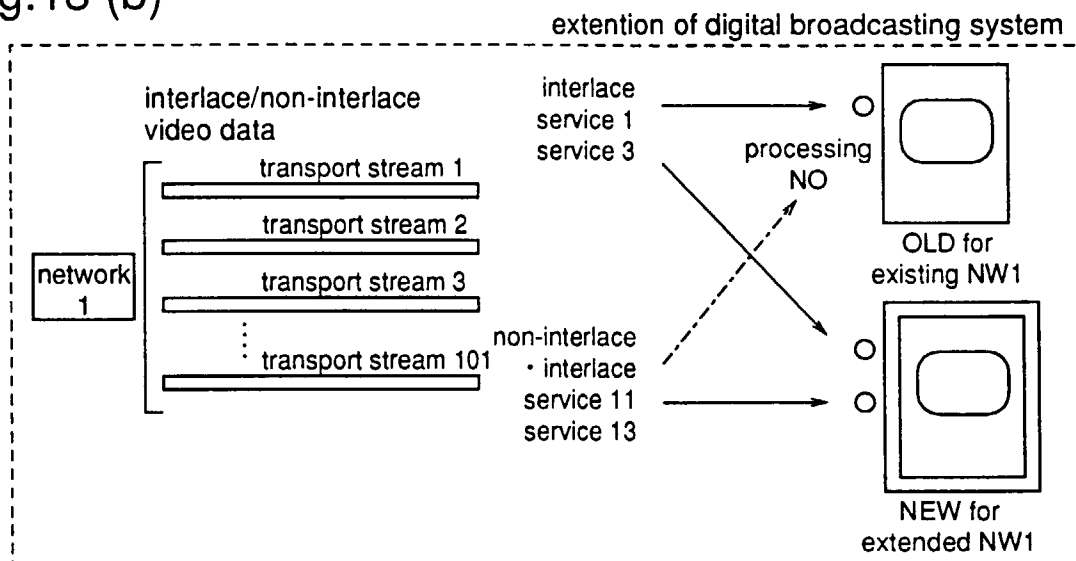 g.13 (b)
extention of digital broadcasting system
interlace/non-interlace
video data
transport stream 1
transport stream 2
transport stream 3
transport stream 101
network
1
interlace
service 1
service 3
processing
NO
OLD for
existing NW1
non-interlace
・interlace
service 11
service 13
NEW for
extended NW1